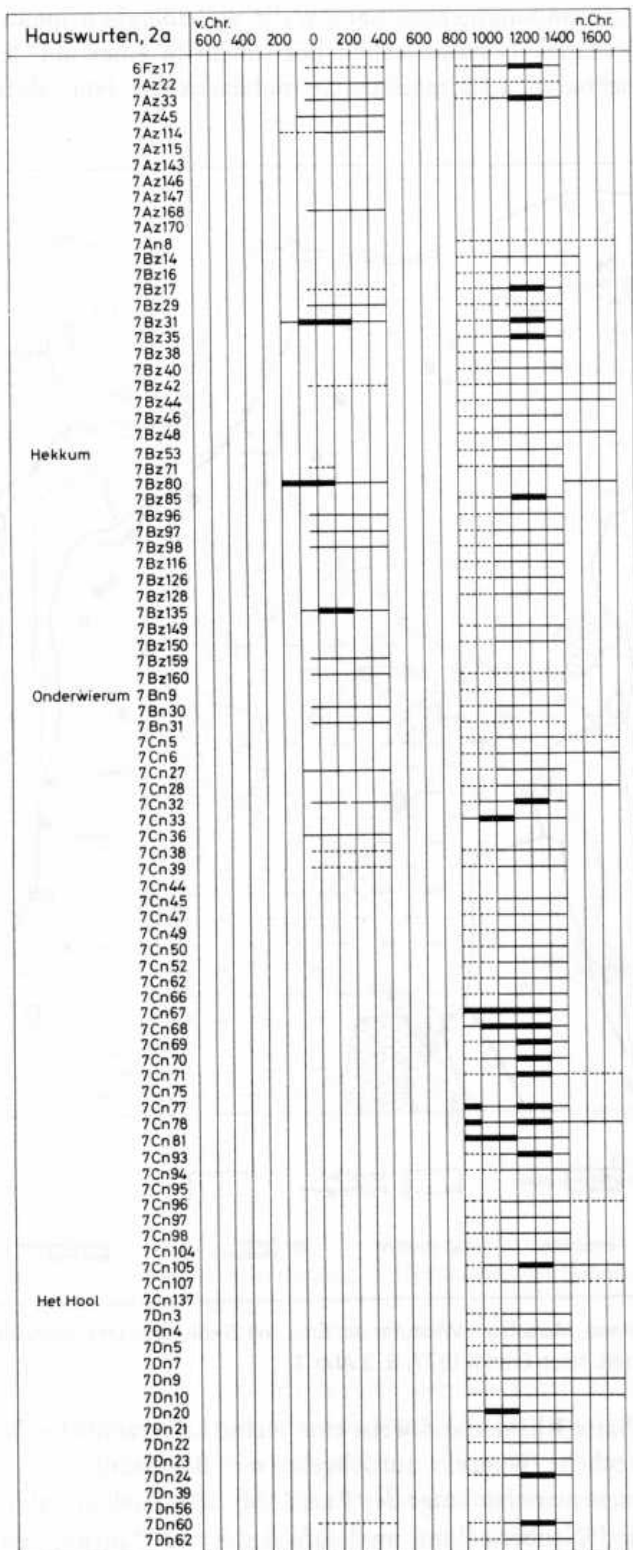 Hauswurten, 2a
v.Chr. n.Chr.
600 400 200 0 200 400 600 800 1000 1200 1400 1600
6Fz17
7Az22
7Az33
7Az45
7Az114
7Az115
7Az143
7Az146
7Az147
7Az168
7Az170
7An8
7Bz14
7Bz16
7Bz17
7Bz29
7Bz31
7Bz35
7Bz38
7Bz40
7Bz42
7Bz44
7Bz46
7Bz48
Hekkum 7Bz53
7Bz71
7Bz80
7Bz85
7Bz96
7Bz97
7Bz98
7Bz116
7Bz126
7Bz128
7Bz135
7Bz149
7Bz150
7Bz159
7Bz160
Onderwierum 7Bn9
7Bn30
7Bn31
7Cn5
7Cn6
7Cn27
7Cn28
7Cn32
7Cn33
7Cn36
7Cn38
7Cn39
7Cn44
7Cn45
7Cn47
7Cn49
7Cn50
7Cn52
7Cn62
7Cn66
7Cn67
7Cn68
7Cn69
7Cn70
7Cn71
7Cn75
7Cn77
7Cn78
7Cn81
7Cn93
7Cn94
7Cn95
7Cn96
7Cn97
7Cn98
7Cn104
7Cn105
7Cn107
Het Hool 7Cn137
7Dn3
7Dn4
7Dn5
7Dn7
7Dn9
7Dn10
7Dn20
7Dn21
7Dn22
7Dn23
7Dn24
7Dn39
7Dn56
7Dn60
7Dn62